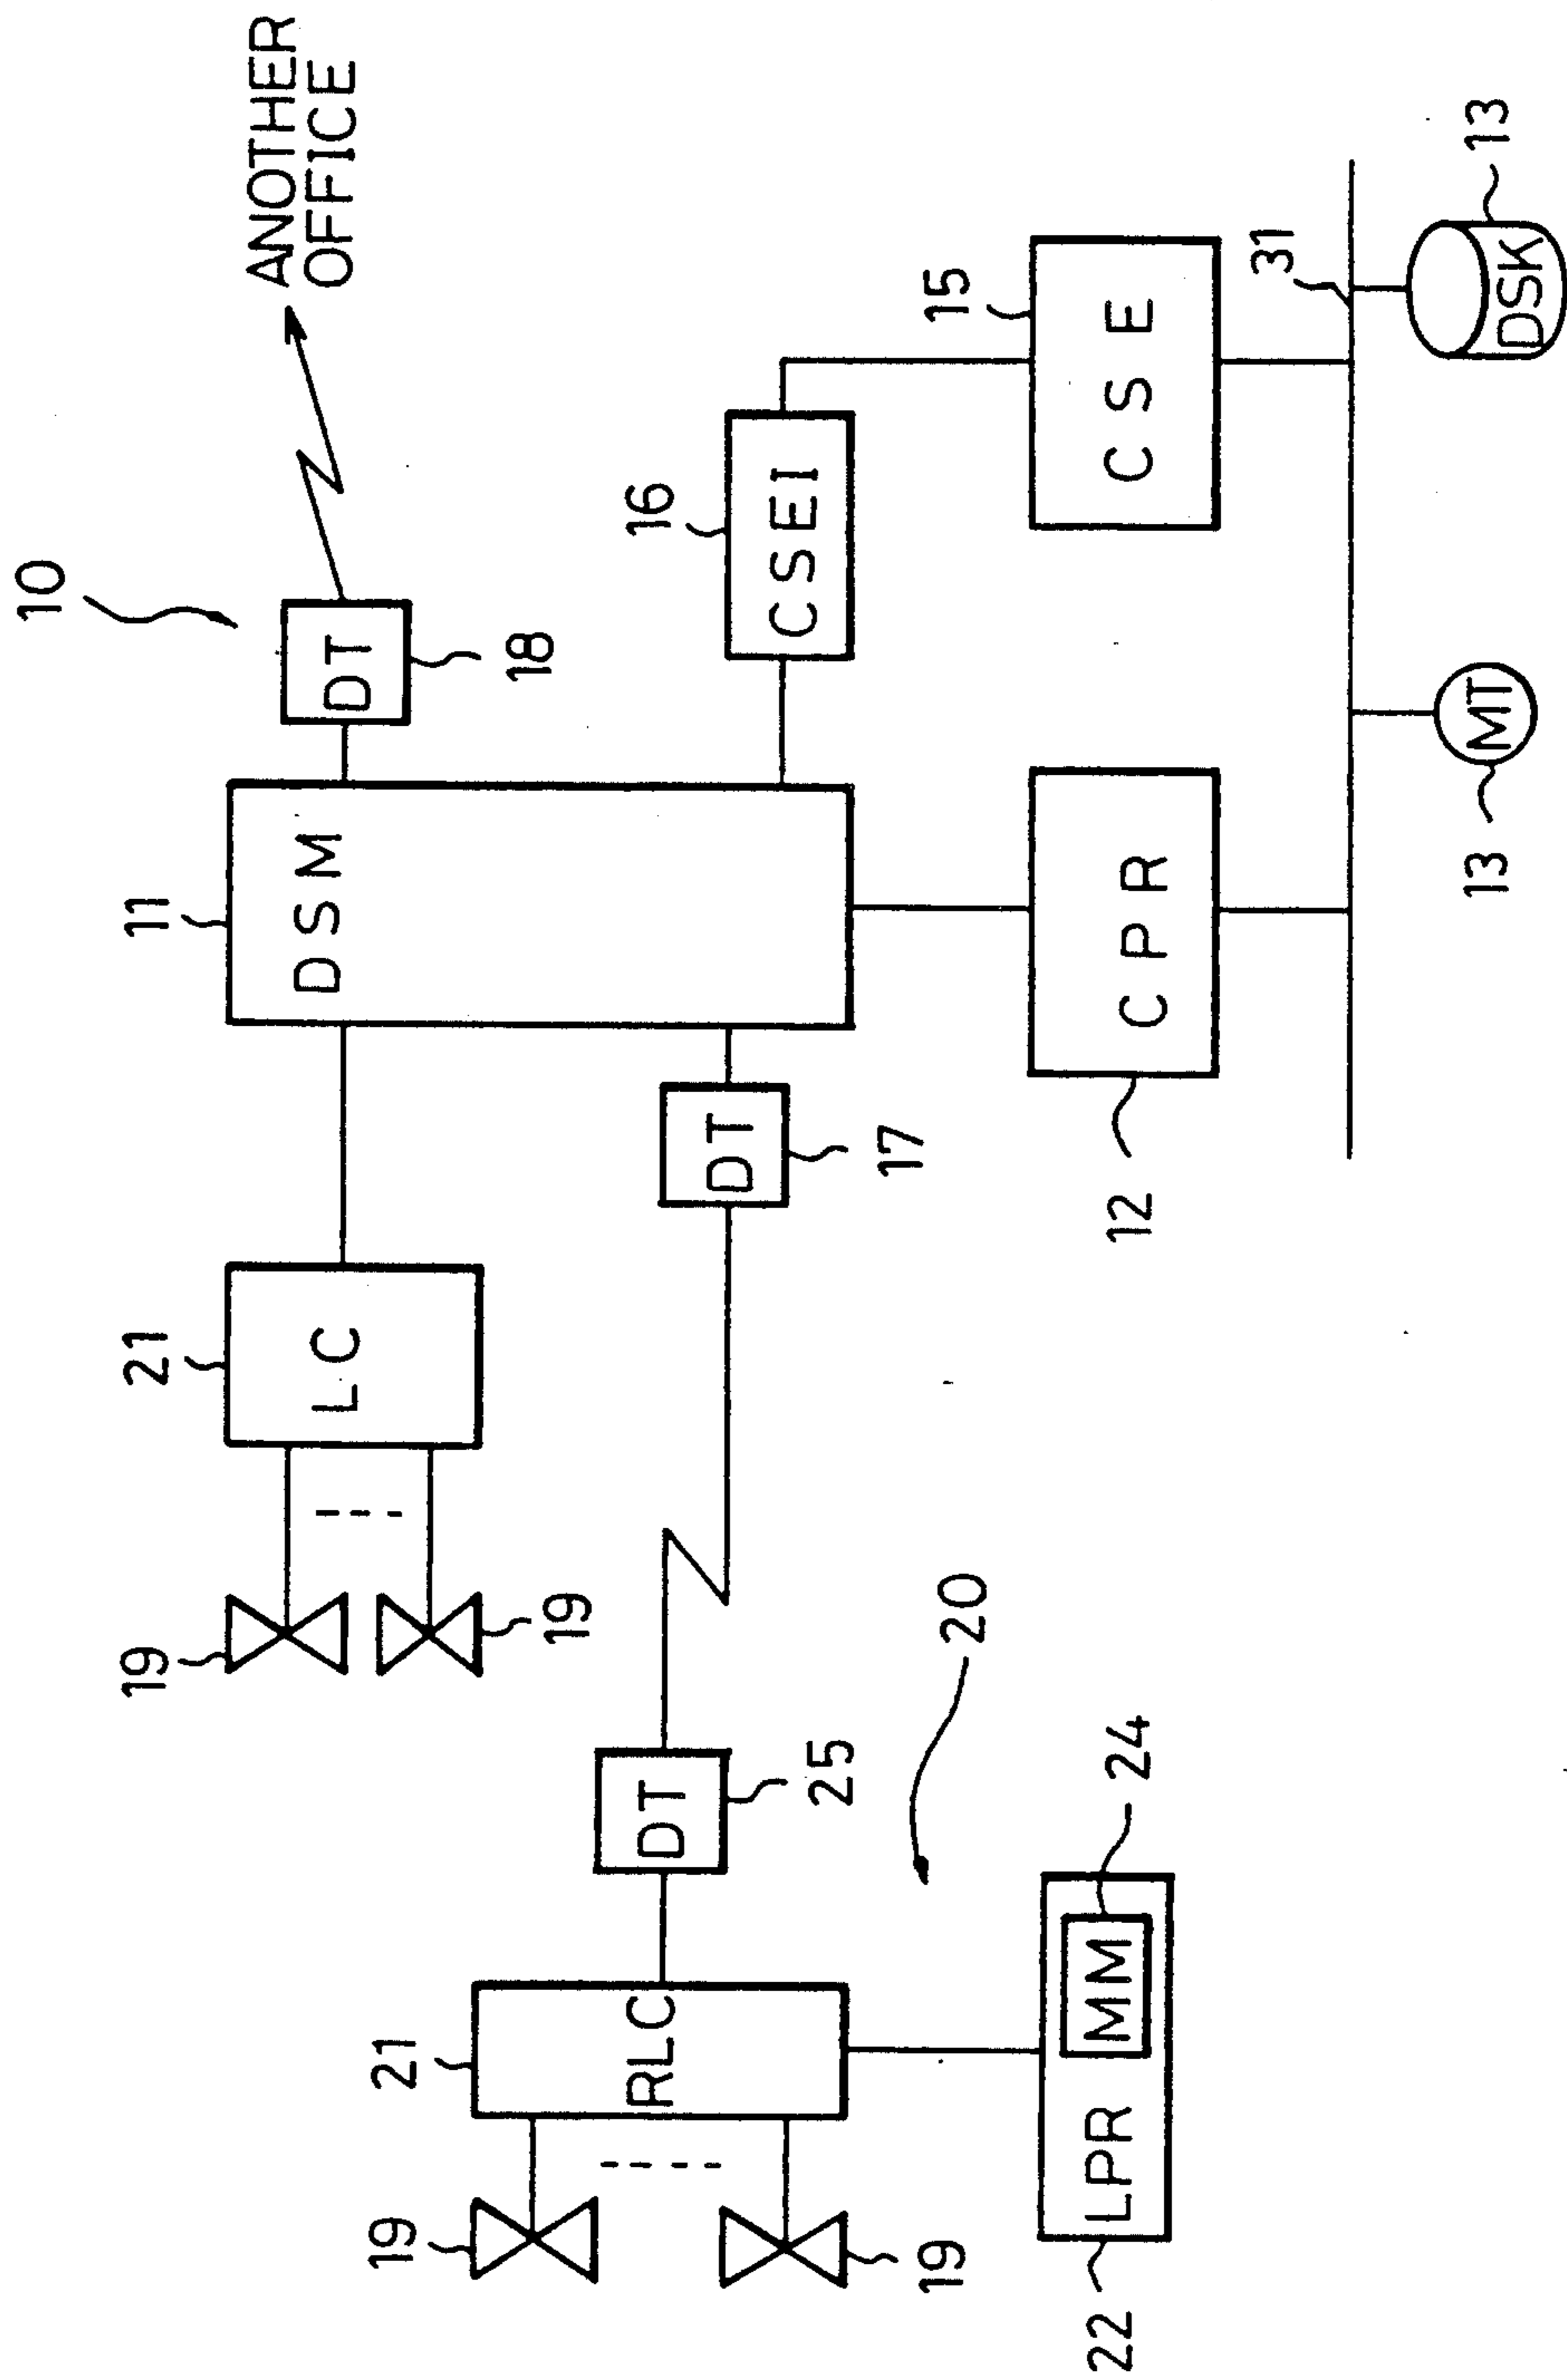 10
ANOTHER
OFFICE
19
21
11
DT
LC
DSM
18
19
16
19
21
DT
25
DT
17
CSEI
15
RLC
19
20
12
CPR
CSE
31
22
LPR
MM
24
13
MT
DSK
13